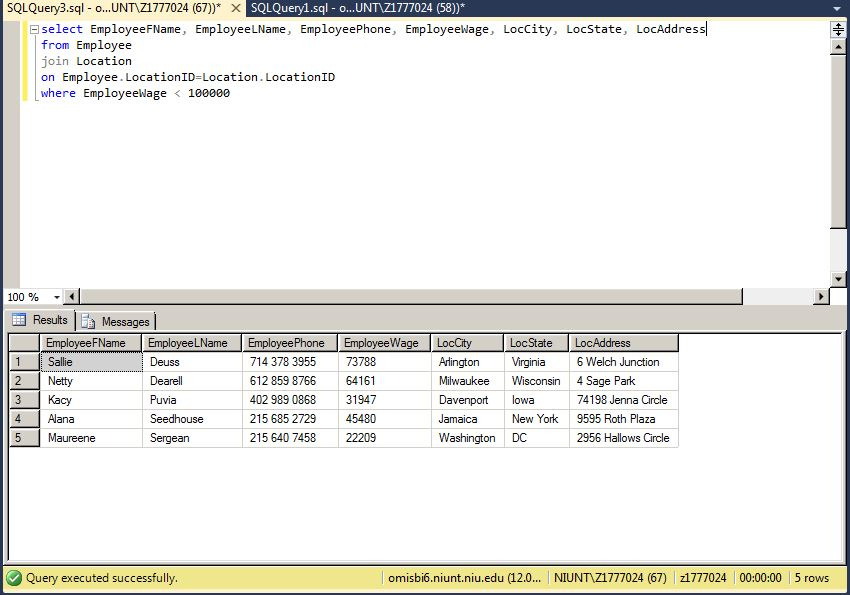 SQLQuery3.sql - o...UNT\Z1777024 (67))* SQLQuery1.sql - o...UNT\Z1777024 (58))*
select EmployeeFName, EmployeeLName, EmployeePhone, EmployeeWage, LocCity, LocState, LocAddress
from Employee
join Location
on Employee.LocationID=Location.LocationID
where EmployeeWage < 100000
100 %
Results Messages
EmployeeFName EmployeeLName EmployeePhone EmployeeWage LocCity LocState LocAddress
1 Sallie Deuss 714 378 3955 73788 Arlington Virginia 6 Welch Junction
2 Netty Dearell 612 859 8766 64161 Milwaukee Wisconsin 4 Sage Park
3 Kacy Puvia 402 989 0868 31947 Davenport Iowa 74198 Jenna Circle
4 Alana Seedhouse 215 685 2729 45480 Jamaica New York 9595 Roth Plaza
5 Maureene Sergean 215 640 7458 22209 Washington DC 2956 Hallows Circle
Query executed successfully. omisbi6.niunt.niu.edu (12.0... NIUNT\Z1777024 (67) z1777024 00:00:00 5 rows